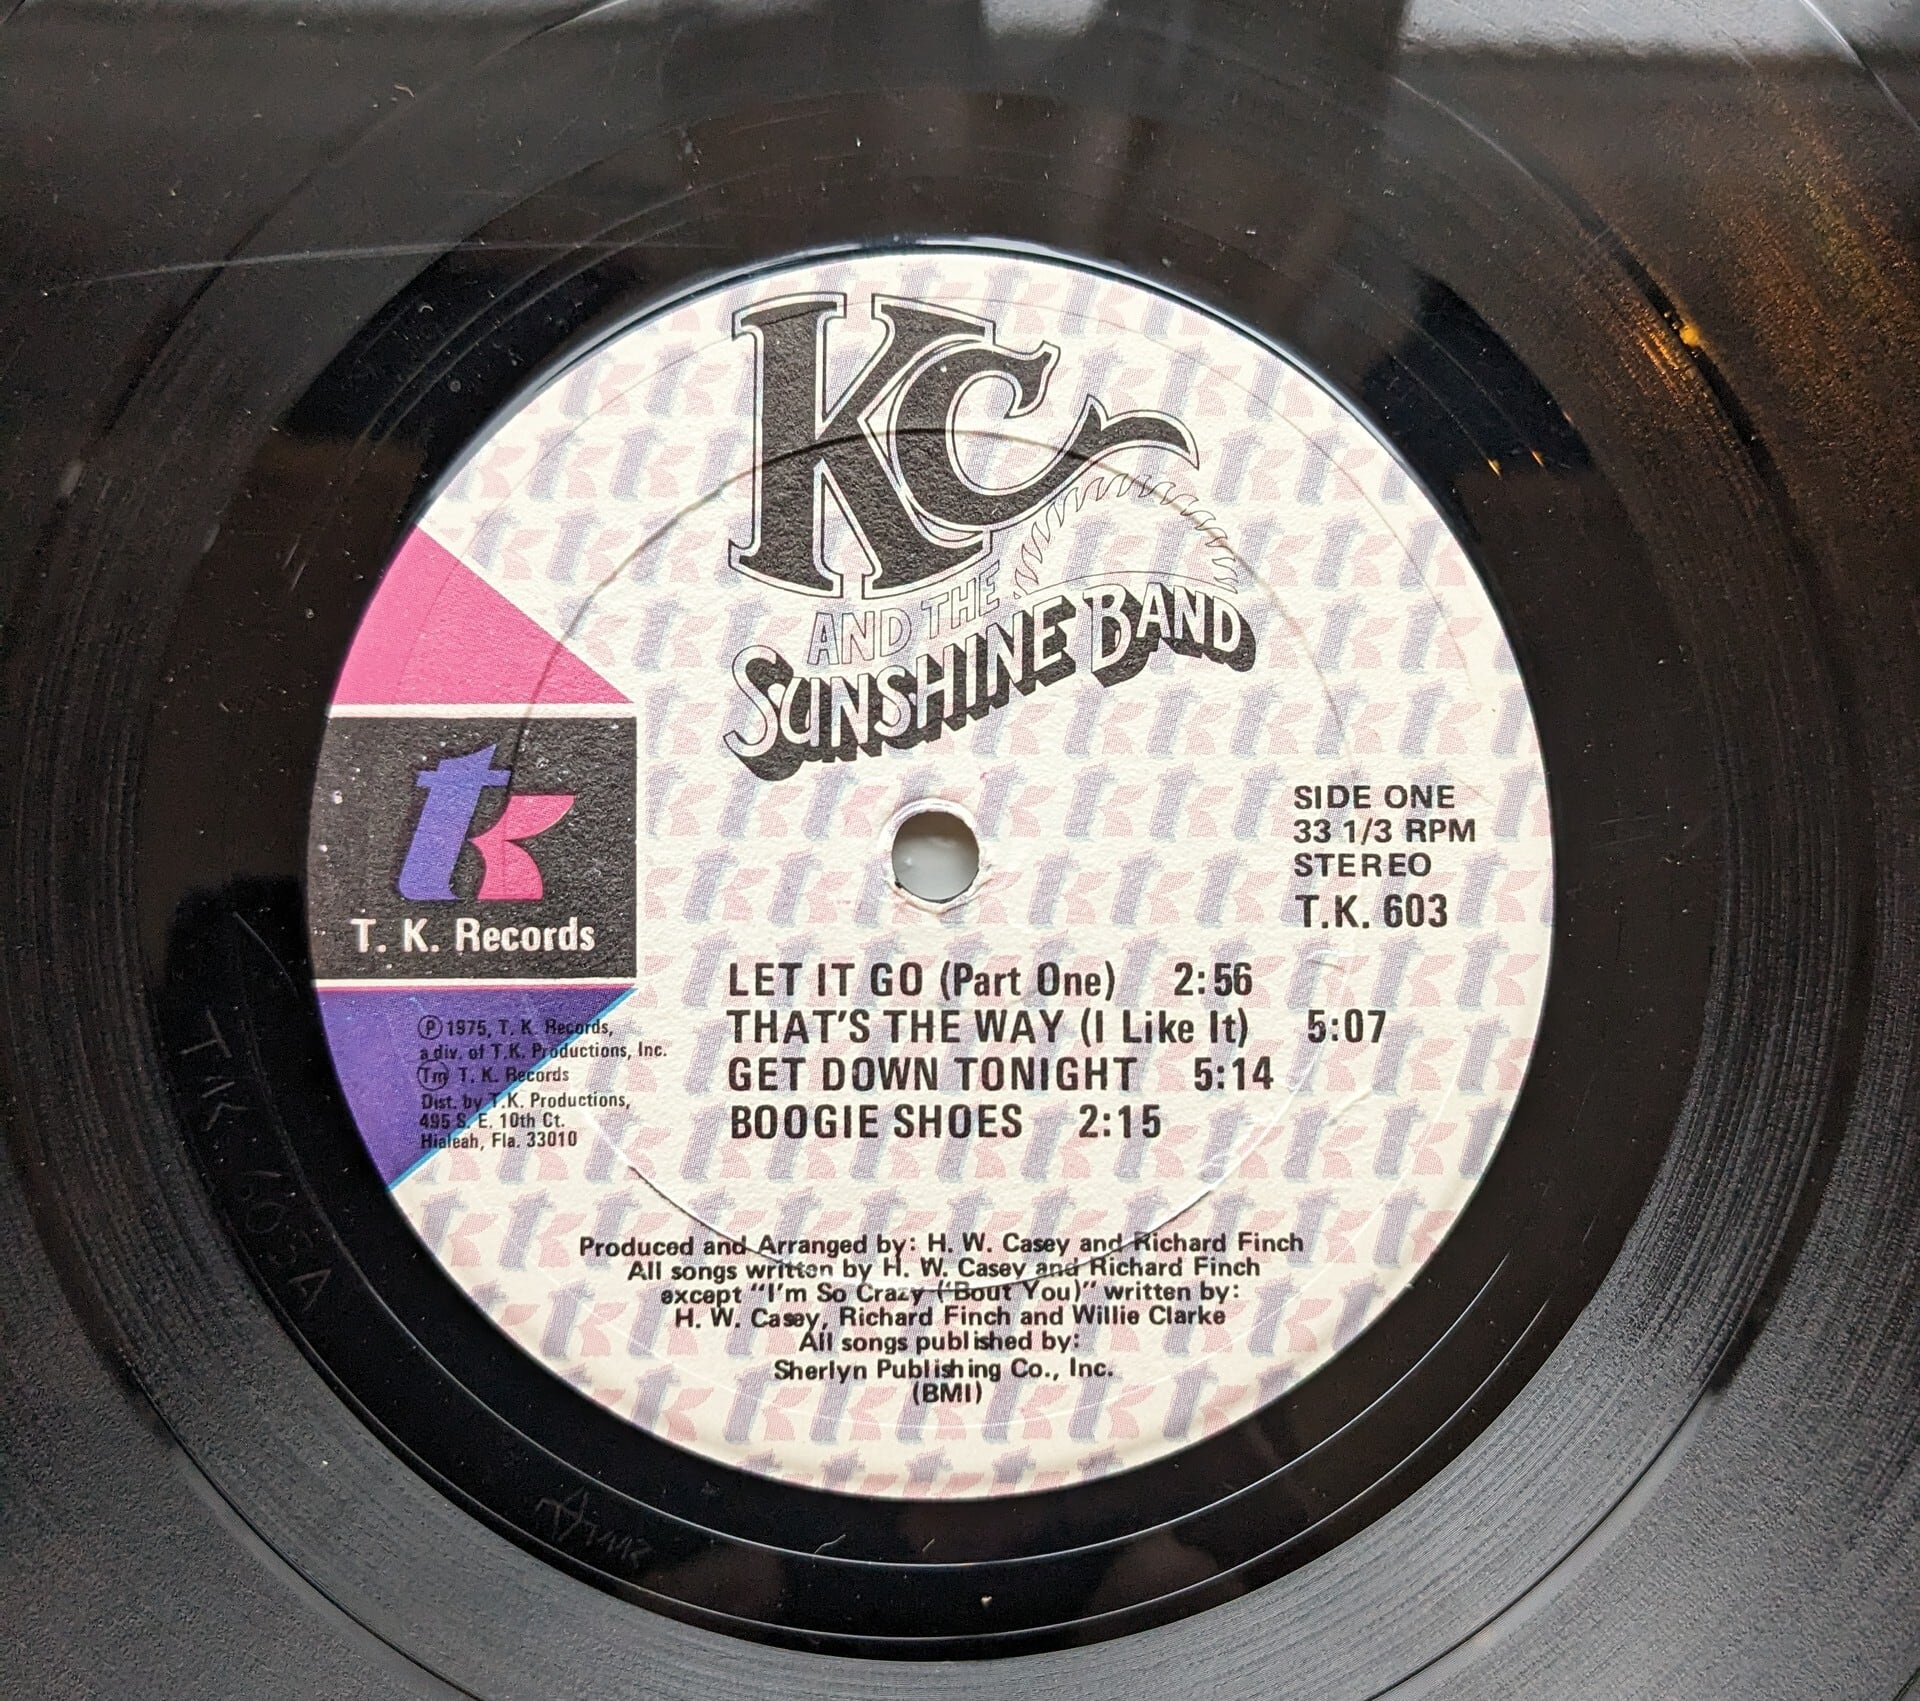 KC
AND THE
SUNSHINE BAND
tk
T. K. Records
SIDE ONE
33 1/3 RPM
STEREO
T.K. 603
LET IT GO (Part One) 2:56
THAT'S THE WAY (I Like It) 5:07
GET DOWN TONIGHT 5:14
BOOGIE SHOES 2:15
Ⓟ 1975, T. K. Records,
a div. of T.K. Productions, Inc.
Tm T. K. Records
Dist. by T.K. Productions,
495 S. E. 10th Ct.
Hialeah, Fla. 33010
Produced and Arranged by: H. W. Casey and Richard Finch
All songs written by H. W. Casey and Richard Finch
except "I'm So Crazy ('Bout You)" written by:
H. W. Casey, Richard Finch and Willie Clarke
All songs published by:
Sherlyn Publishing Co., Inc.
(BMI)
TK 603A